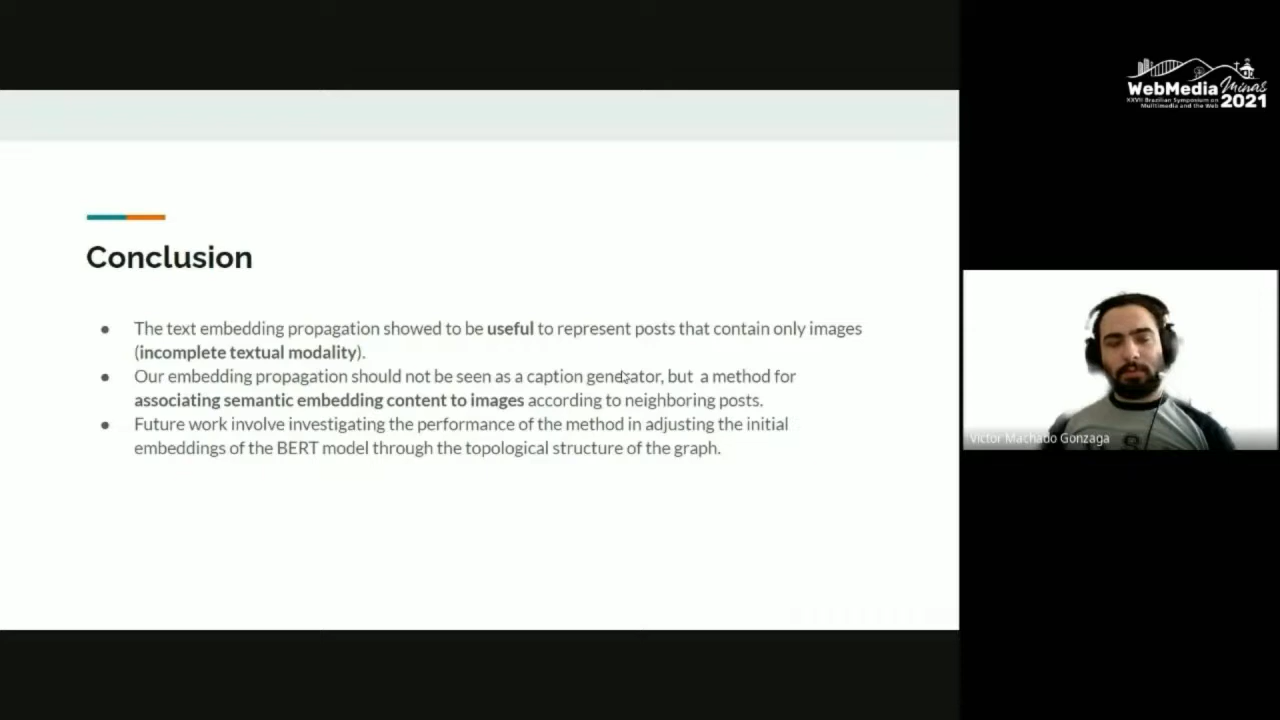 Conclusion
● The text embedding propagation showed to be useful to represent posts that contain only images
(incomplete textual modality).
● Our embedding propagation should not be seen as a caption generator, but a method for
associating semantic embedding content to images according to neighboring posts.
● Future work involve investigating the performance of the method in adjusting the initial
embeddings of the BERT model through the topological structure of the graph.
WebMedia Minas
XXVII Brazilian Symposium on
Multimedia and the Web 2021
Victor Machado Gonzaga